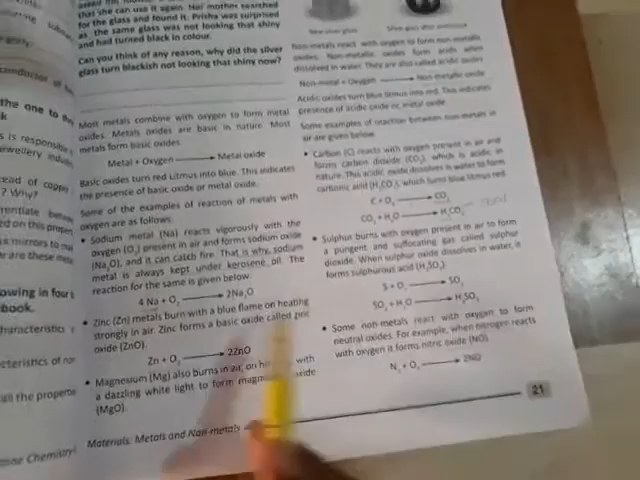 that she can use it again. Her mother searched
for the glass and found it. Prisha was surprised
as the same glass was not looking that shiny
and had turned black in colour.
Can you think of any reason, why did the silver
glass turn blackish not looking that shiny now?
Most metals combine with oxygen to form metal
oxides. Metals oxides are basic in nature. Most
metals form basic oxides.
Metal + Oxygen ⟶ Metal oxide
Basic oxides turn red Litmus into blue. This indicates
the presence of basic oxide or metal oxide.
Some of the examples of reaction of metals with
oxygen are as follows:
• Sodium metal (Na) reacts vigorously with the
oxygen (O₂) present in air and forms sodium oxide
(Na₂O), and it can catch fire. That is why, sodium
metal is always kept under kerosene oil. The
reaction for the same is given below.
4 Na + O₂ ⟶ 2Na₂O
• Zinc (Zn) metals burn with a blue flame on heating
strongly in air. Zinc forms a basic oxide called zinc
oxide (ZnO).
Zn + O₂ ⟶ 2ZnO
• Magnesium (Mg) also burns in air, on with
a dazzling white light to form
(MgO).
Materials: Metals and Non-metals
Non-metals react with oxygen to form non-metallic
oxides. Non-metallic oxides form acids when
dissolved in water. They are also called acidic oxides
Non-metal + Oxygen ⟶ Non metallic oxide
Acidic oxides turn blue litmus into red. This indicates
presence of acidic oxide or metal oxide.
Some examples of reaction between non-metals in
air are given below.
• Carbon (C) reacts with oxygen present in air and
forms carbon dioxide (CO₂), which is acidic in
nature. This acidic oxide dissolves in water to form
carbonic acid (H₂CO₃), which turns blue litmus red.
C + O₂ ⟶ CO₂
CO₂ + H₂O ⟶ H₂CO₃
• Sulphur burns with oxygen present in air to form
a pungent and suffocating gas called sulphur
dioxide. When sulphur oxide dissolves in water, it
forms sulphurous acid (H₂SO₃).
S + O₂ ⟶ SO₂
SO₂ + H₂O ⟶ H₂SO₃
• Some non-metals react with oxygen to form
neutral oxides. For example, when nitrogen reacts
with oxygen it forms nitric oxide (NO).
N₂ + O₂ ⟶ 2NO
21